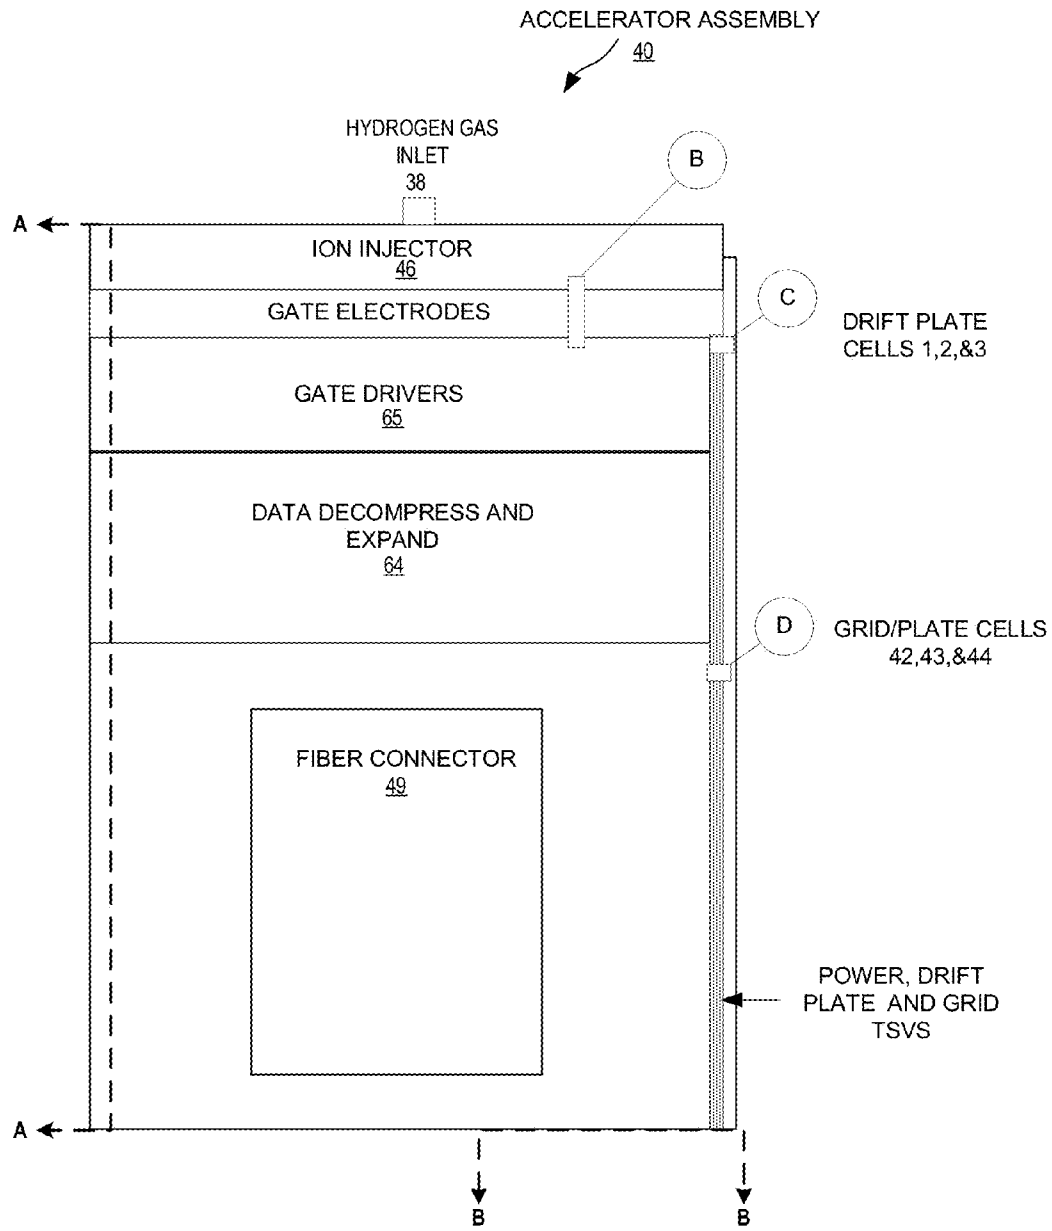 ACCELERATOR ASSEMBLY
40
HYDROGEN GAS
INLET
38
B
A
ION INJECTOR
46
C
GATE ELECTRODES
DRIFT PLATE
CELLS 1,2,&3
GATE DRIVERS
65
DATA DECOMPRESS AND
EXPAND
64
D
GRID/PLATE CELLS
42,43,&44
FIBER CONNECTOR
49
POWER, DRIFT
PLATE AND GRID
TSVS
A
B
B